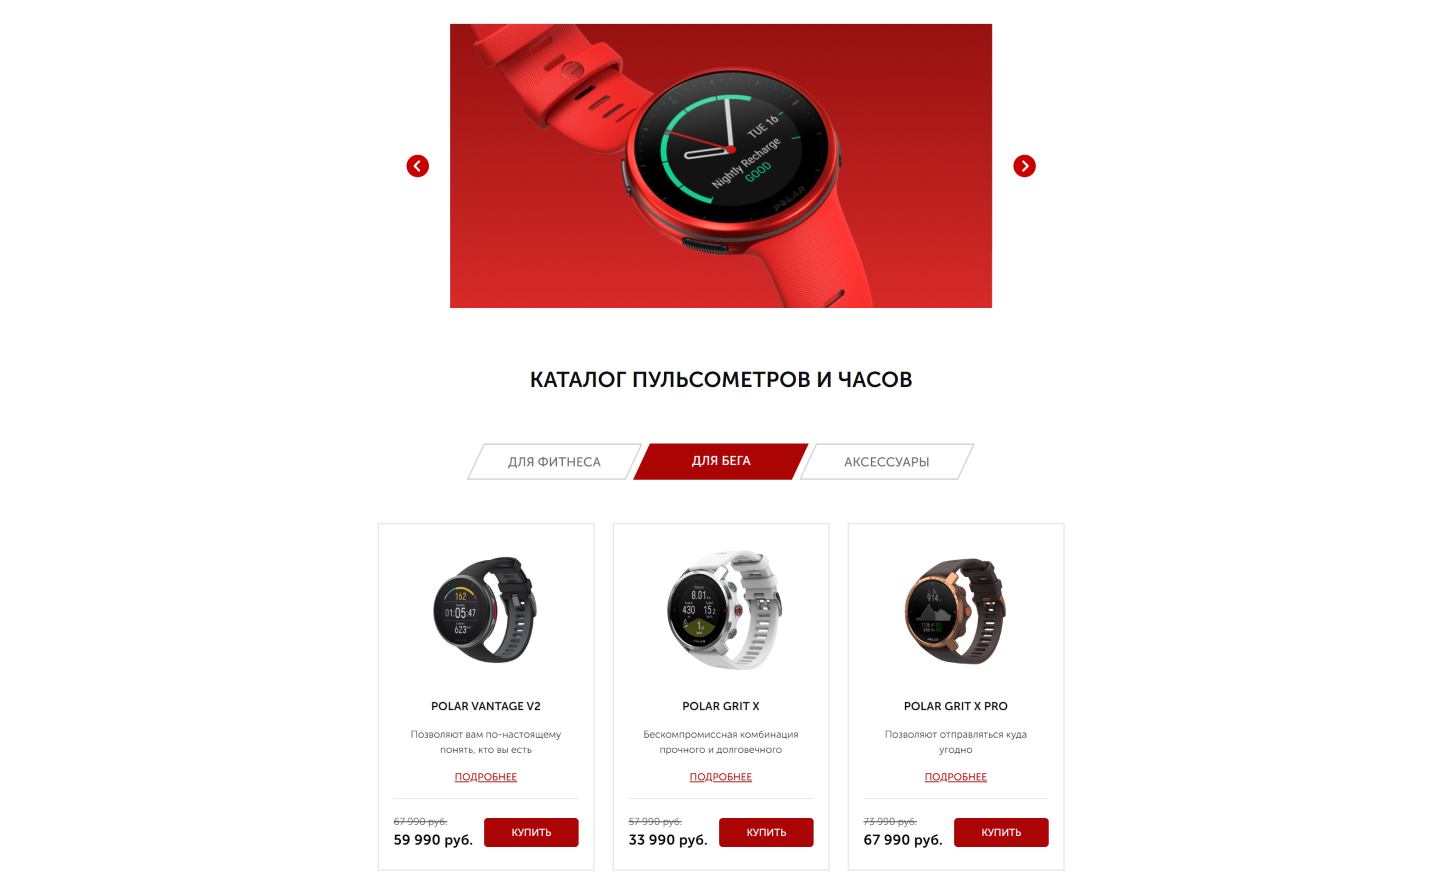 TUE 16
Nightly Recharge
GOOD
POLAR
КАТАЛОГ ПУЛЬСОМЕТРОВ И ЧАСОВ
ДЛЯ ФИТНЕСА
ДЛЯ БЕГА
АКСЕССУАРЫ
162
01:05:47
623
8.01
430 15.2
1
POLAR
914
POLAR VANTAGE V2
Позволяют вам по-настоящему
понять, кто вы есть
ПОДРОБНЕЕ
67 990 руб.
59 990 руб.
КУПИТЬ
POLAR GRIT X
Бескомпромиссная комбинация
прочного и долговечного
ПОДРОБНЕЕ
57 990 руб.
33 990 руб.
КУПИТЬ
POLAR GRIT X PRO
Позволяют отправляться куда
угодно
ПОДРОБНЕЕ
73 990 руб.
67 990 руб.
КУПИТЬ